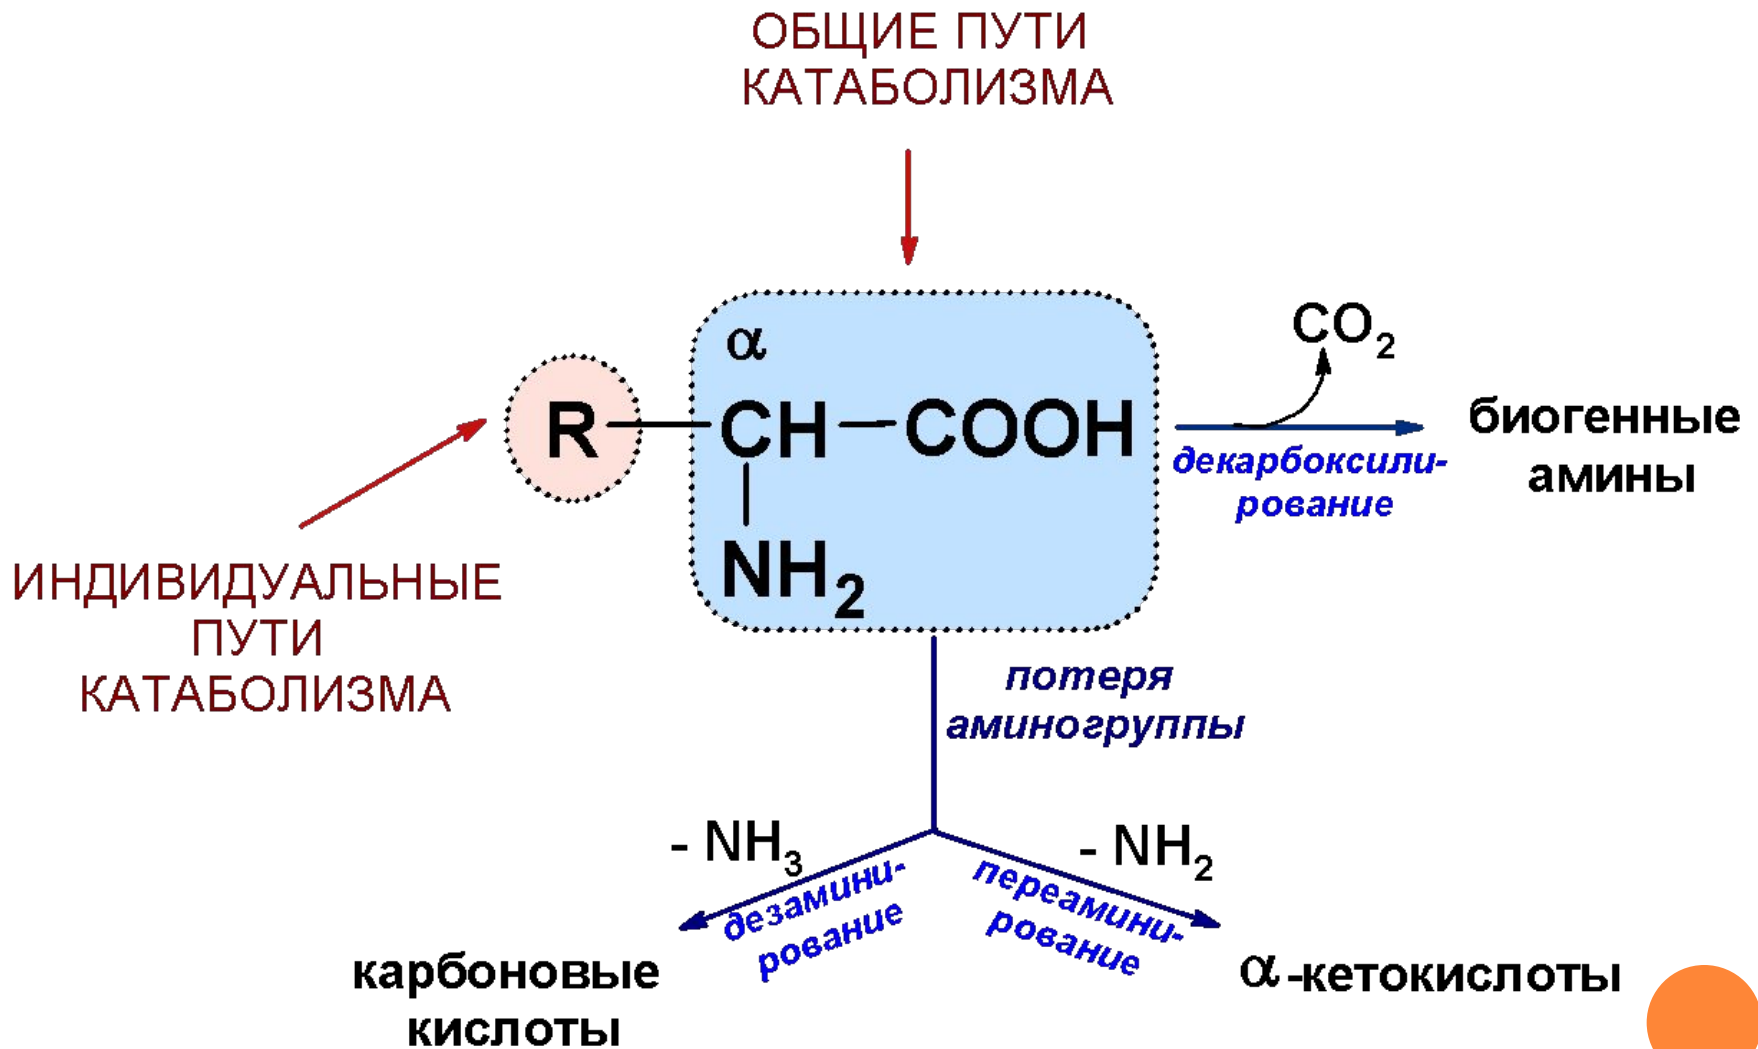 ОБЩИЕ ПУТИ
КАТАБОЛИЗМА
α
R — CH — COOH
NH₂
CO₂
декарбоксили-
рование
биогенные
амины
ИНДИВИДУАЛЬНЫЕ
ПУТИ
КАТАБОЛИЗМА
потеря
аминогруппы
- NH₃
дезамини-
рование
- NH₂
переамини-
рование
карбоновые
кислоты
α-кетокислоты